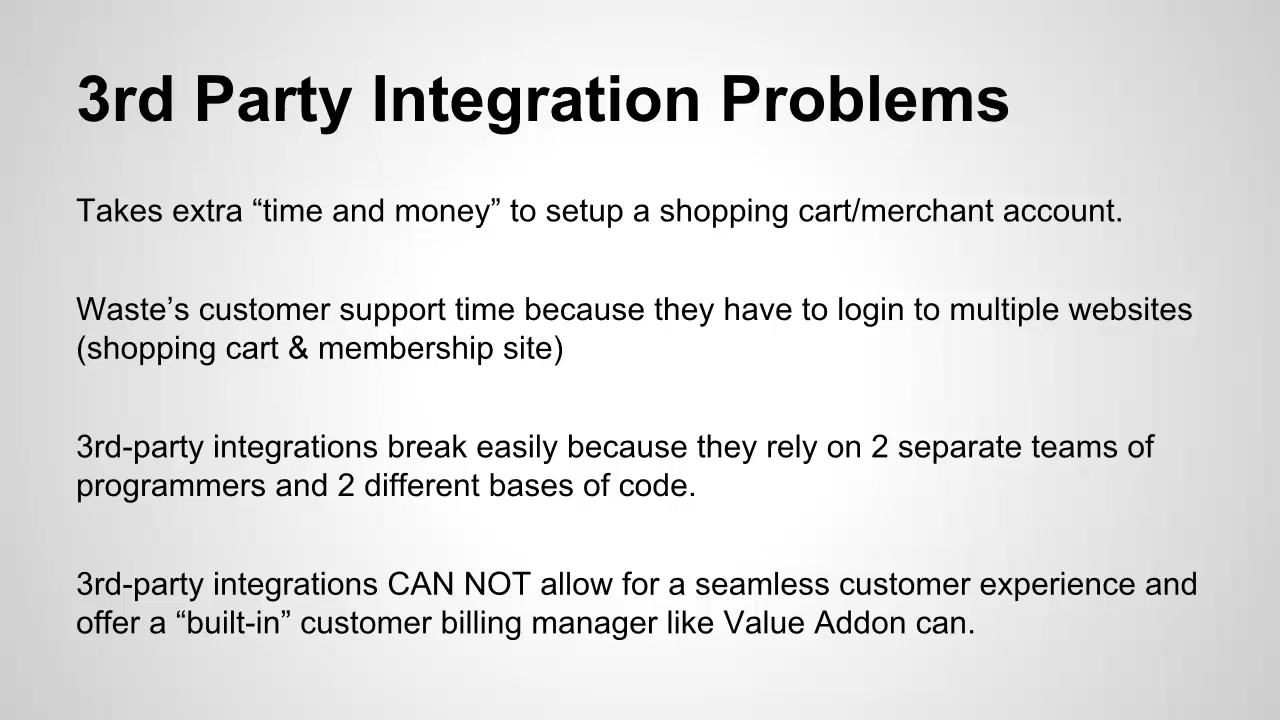 3rd Party Integration Problems
Takes extra “time and money” to setup a shopping cart/merchant account.
Waste’s customer support time because they have to login to multiple websites
(shopping cart & membership site)
3rd-party integrations break easily because they rely on 2 separate teams of
programmers and 2 different bases of code.
3rd-party integrations CAN NOT allow for a seamless customer experience and
offer a “built-in” customer billing manager like Value Addon can.